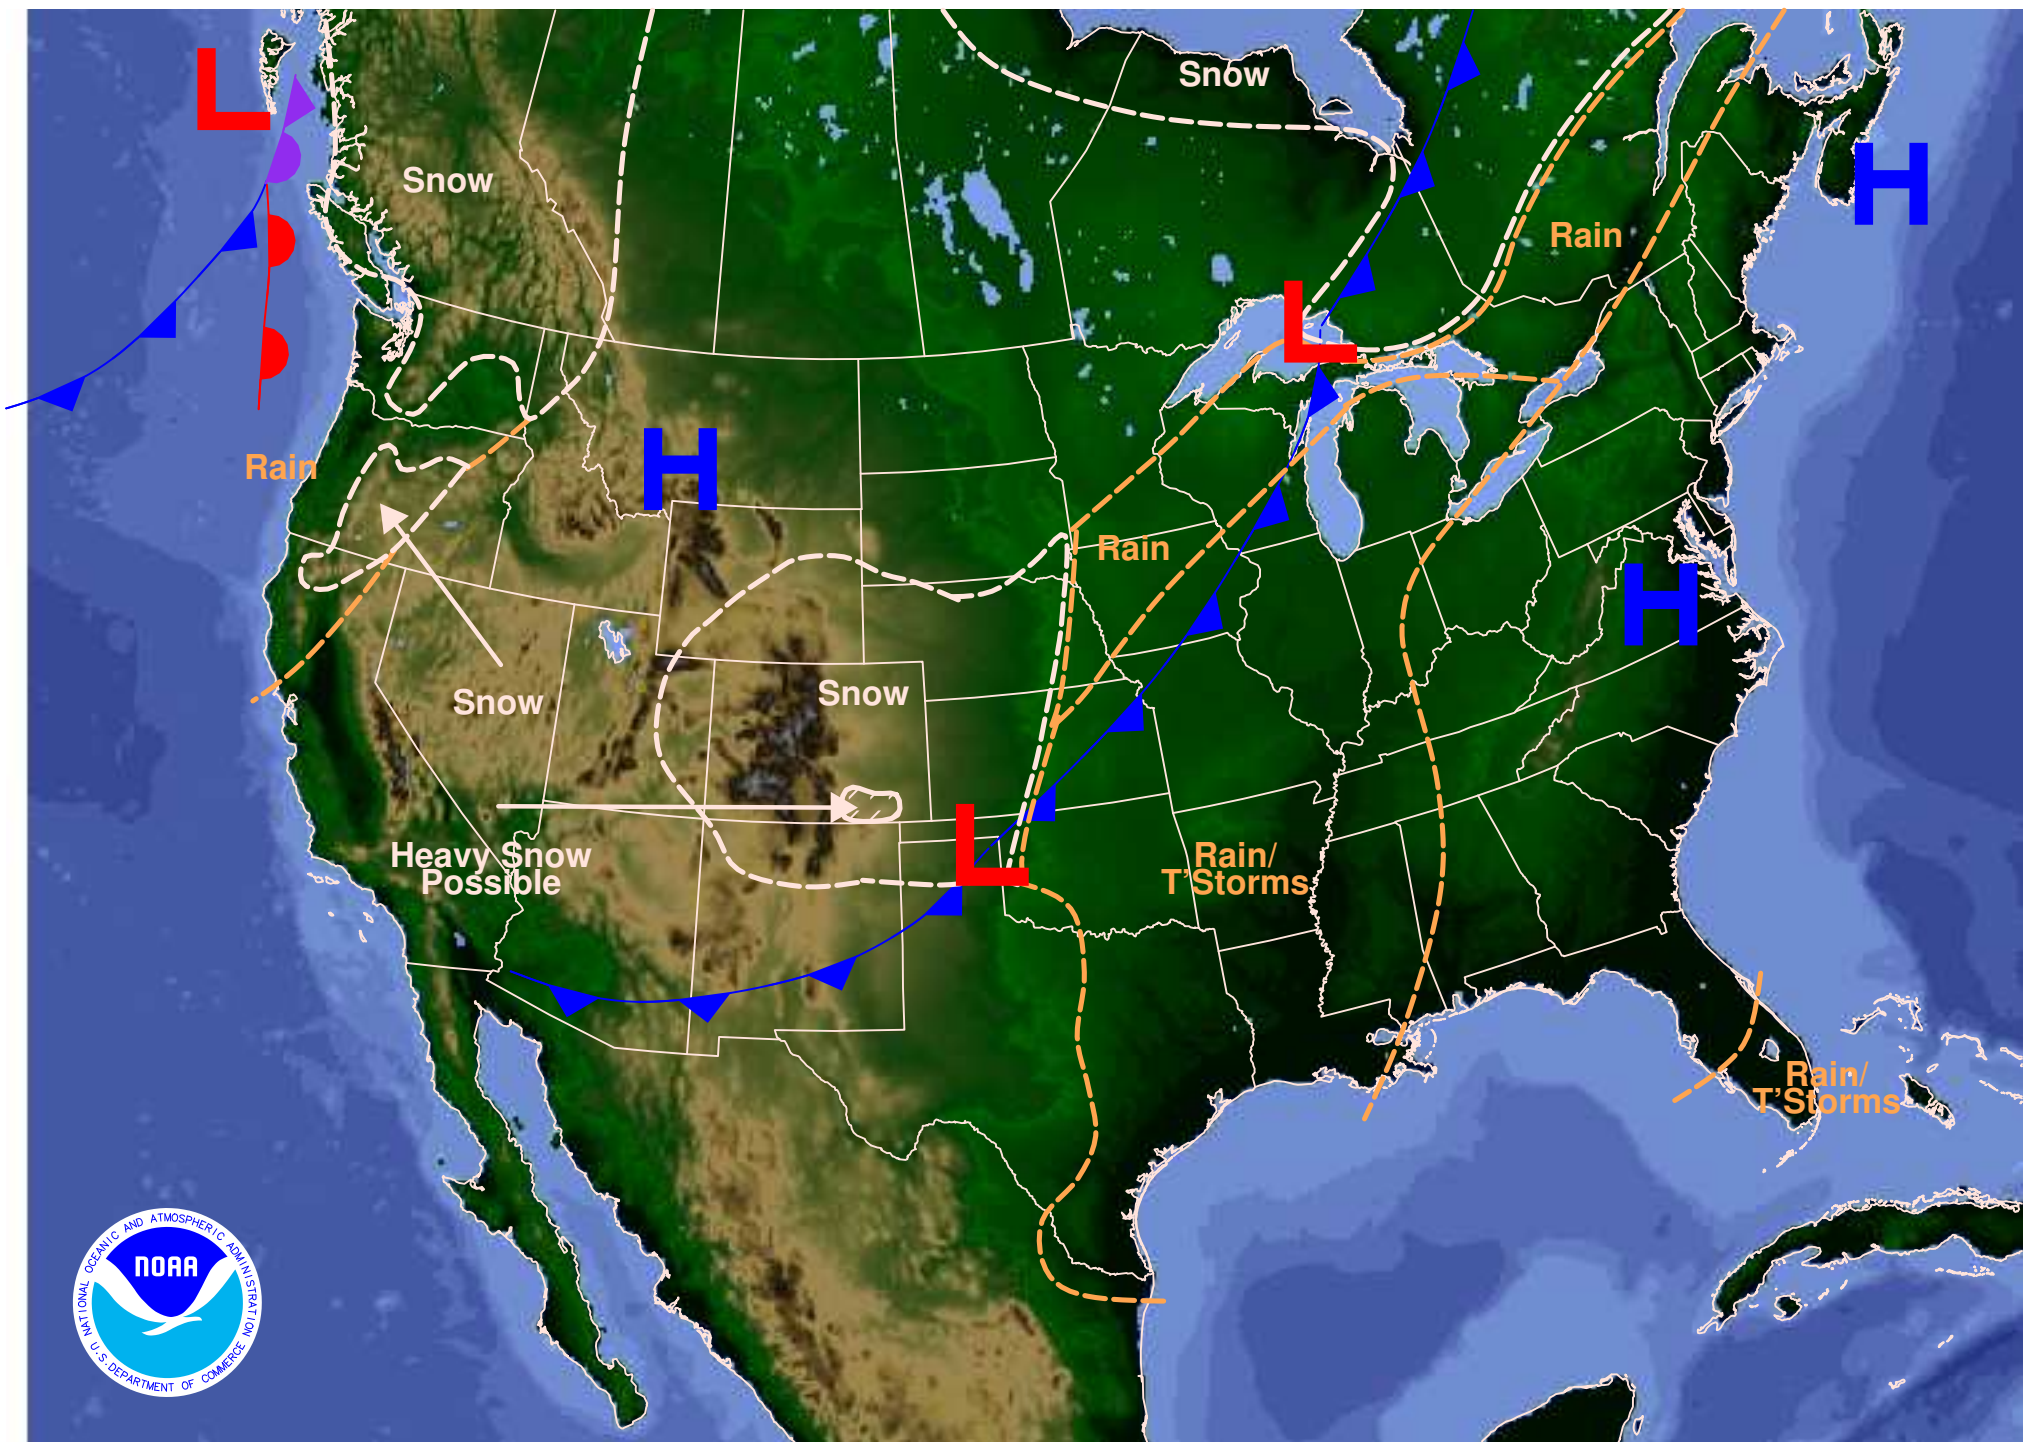 L
Snow
Snow
H
Rain
L
H
Rain
Rain
H
Snow
Snow
L
Heavy Snow
Possible
Rain/
T'Storms
Rain/
T'Storms
NATIONAL OCEANIC AND ATMOSPHERIC ADMINISTRATION
NOAA
U.S. DEPARTMENT OF COMMERCE